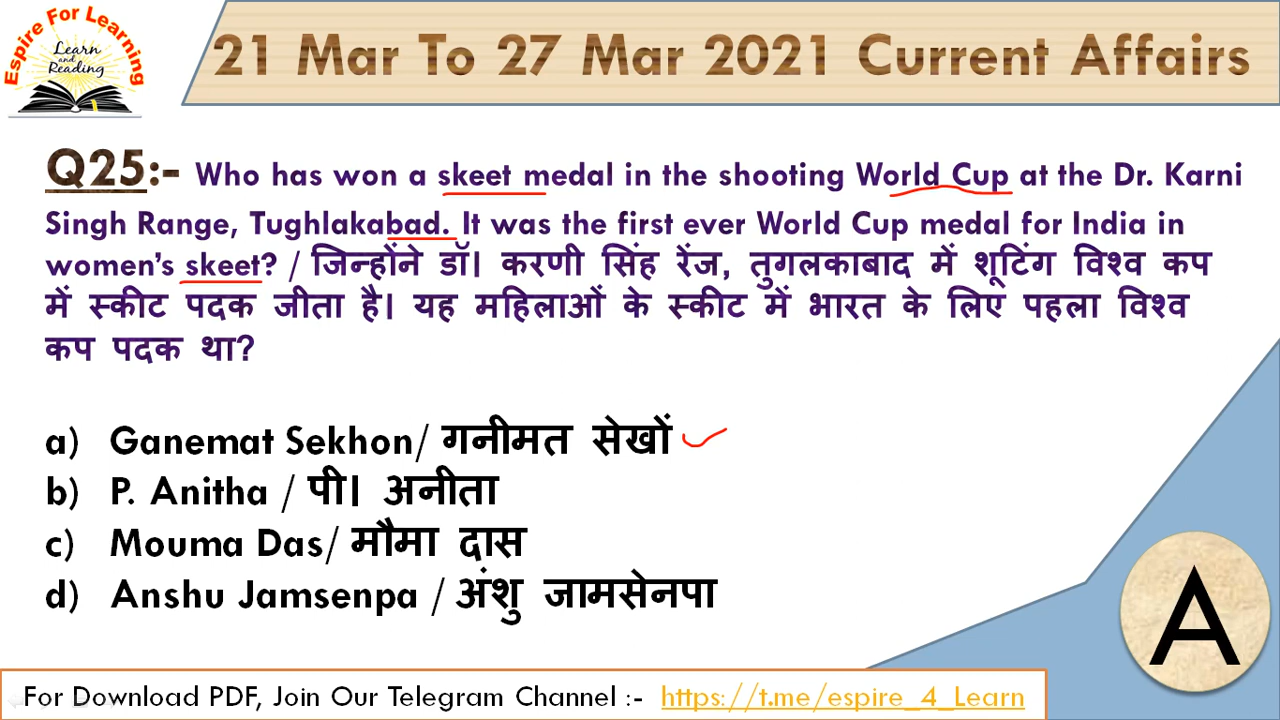 Espire For Learning
Learn
and
Reading
21 Mar To 27 Mar 2021 Current Affairs
Q25:- Who has won a skeet medal in the shooting World Cup at the Dr. Karni
Singh Range, Tughlakabad. It was the first ever World Cup medal for India in
women's skeet? / जिन्होंने डॉ। करणी सिंह रेंज, तुगलकाबाद में शूटिंग विश्व कप
में स्कीट पदक जीता है। यह महिलाओं के स्कीट में भारत के लिए पहला विश्व
कप पदक था?
a) Ganemat Sekhon/ गनीमत सेखों
b) P. Anitha / पी। अनीता
c) Mouma Das/ मौमा दास
d) Anshu Jamsenpa / अंशु जामसेनपा
A
For Download PDF, Join Our Telegram Channel :- https://t.me/espire_4_Learn